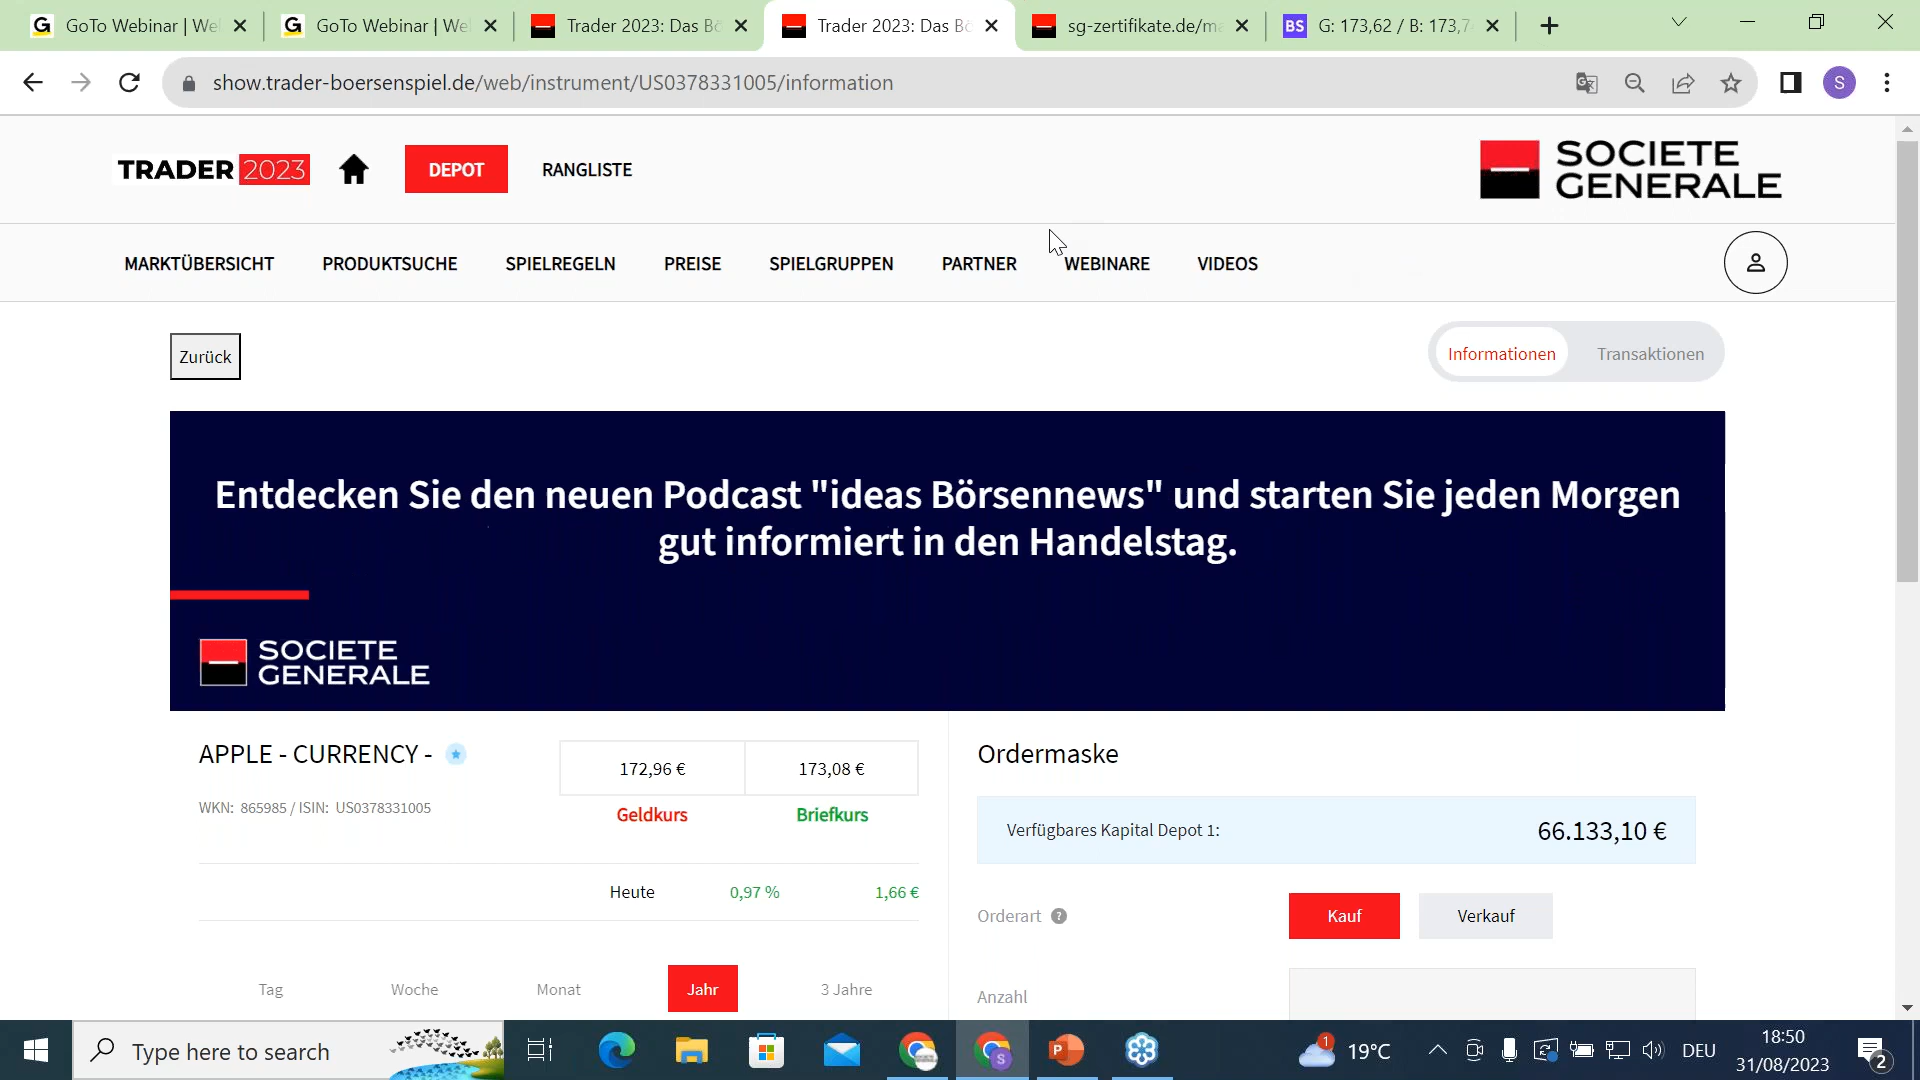 GoTo Webinar | We
GoTo Webinar | We
Trader 2023: Das Bö
Trader 2023: Das Bö
sg-zertifikate.de/ma
BS G: 173,62 / B: 173,7
show.trader-boersenspiel.de/web/instrument/US0378331005/information
S
TRADER 2023
DEPOT
RANGLISTE
SOCIETE
GENERALE
MARKTÜBERSICHT
PRODUKTSUCHE
SPIELREGELN
PREISE
SPIELGRUPPEN
PARTNER
WEBINARE
VIDEOS
Zurück
Informationen
Transaktionen
Entdecken Sie den neuen Podcast "ideas Börsennews" und starten Sie jeden Morgen
gut informiert in den Handelstag.
SOCIETE
GENERALE
APPLE - CURRENCY -
172,96 €
173,08 €
Geldkurs
Briefkurs
WKN: 865985 / ISIN: US0378331005
Heute 0,97 % 1,66 €
Tag
Woche
Monat
Jahr
3 Jahre
Ordermaske
Verfügbares Kapital Depot 1: 66.133,10 €
Orderart ?
Kauf
Verkauf
Anzahl
Type here to search
1
19°C
DEU
18:50
31/08/2023
2